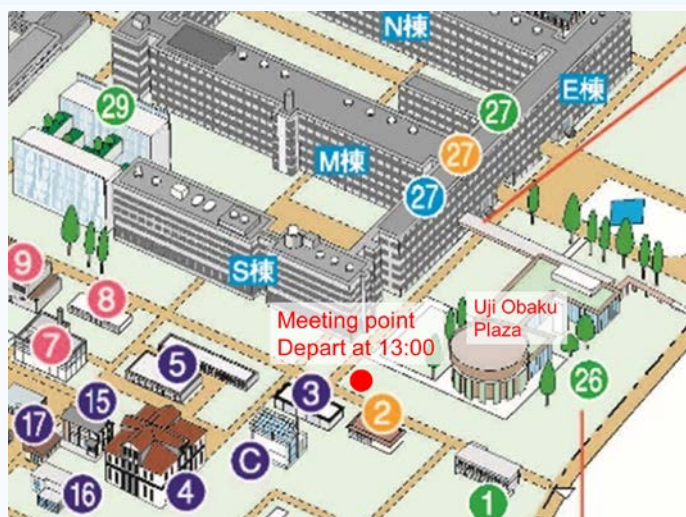 N棟
29
27
E棟
27
M棟
27
S棟
9
8
Meeting point
Depart at 13:00
Uji Obaku
Plaza
7
5
26
15
3
17
2
C
16
4
1